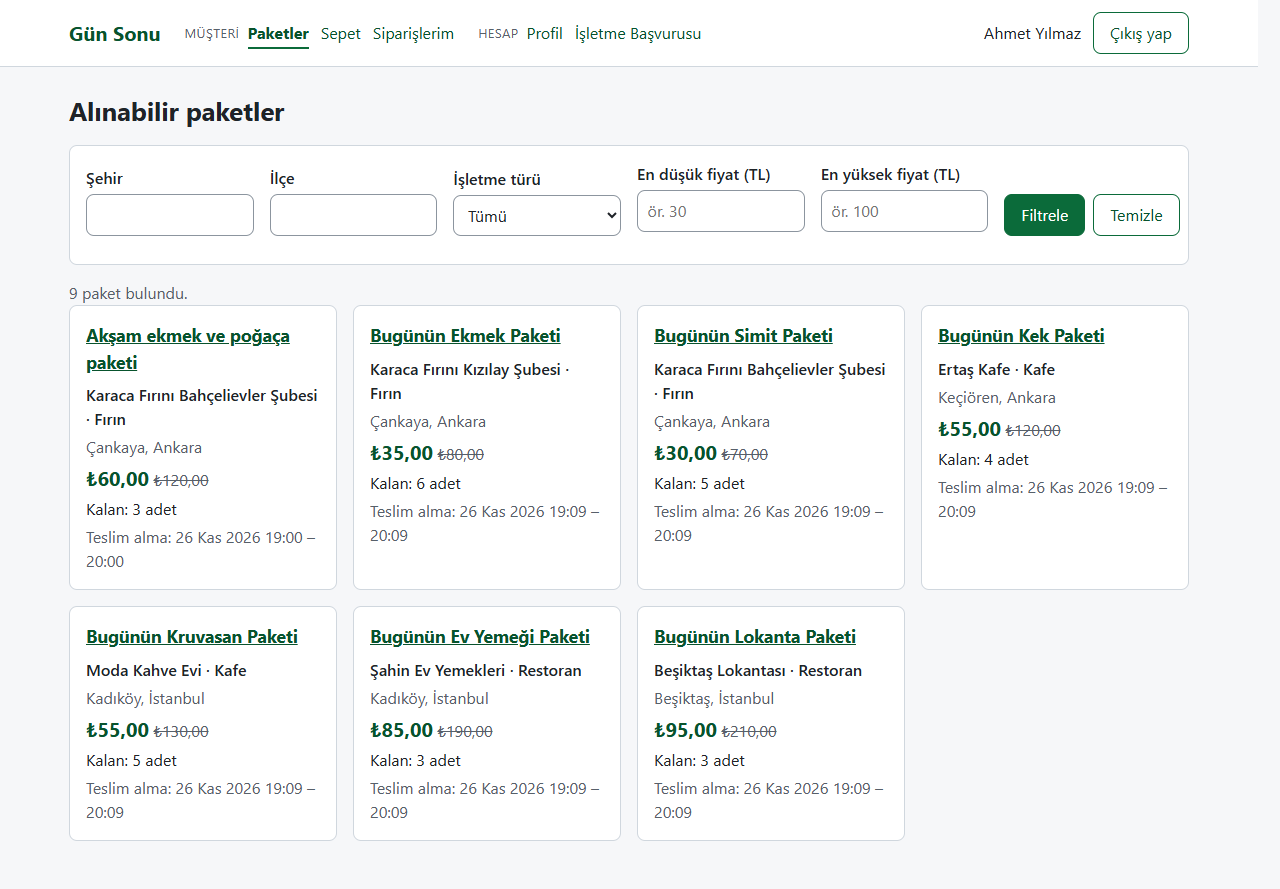 Gün Sonu MÜŞTERİ Paketler Sepet Siparişlerim HESAP Profil İşletme Başvurusu Ahmet Yılmaz Çıkış yap
Alınabilir paketler
Şehir İlçe İşletme türü En düşük fiyat (TL) En yüksek fiyat (TL)
Tümü ör. 30 ör. 100 Filtrele Temizle
9 paket bulundu.
Akşam ekmek ve poğaça
paketi
Karaca Fırını Bahçelievler Şubesi
· Fırın
Çankaya, Ankara
₺60,00 ₺120,00
Kalan: 3 adet
Teslim alma: 26 Kas 2026 19:00 –
20:00
Bugünün Ekmek Paketi
Karaca Fırını Kızılay Şubesi ·
Fırın
Çankaya, Ankara
₺35,00 ₺80,00
Kalan: 6 adet
Teslim alma: 26 Kas 2026 19:09 –
20:09
Bugünün Simit Paketi
Karaca Fırını Bahçelievler Şubesi
· Fırın
Çankaya, Ankara
₺30,00 ₺70,00
Kalan: 5 adet
Teslim alma: 26 Kas 2026 19:09 –
20:09
Bugünün Kek Paketi
Ertaş Kafe · Kafe
Keçiören, Ankara
₺55,00 ₺120,00
Kalan: 4 adet
Teslim alma: 26 Kas 2026 19:09 –
20:09
Bugünün Kruvasan Paketi
Moda Kahve Evi · Kafe
Kadıköy, İstanbul
₺55,00 ₺130,00
Kalan: 5 adet
Teslim alma: 26 Kas 2026 19:09 –
20:09
Bugünün Ev Yemeği Paketi
Şahin Ev Yemekleri · Restoran
Kadıköy, İstanbul
₺85,00 ₺190,00
Kalan: 3 adet
Teslim alma: 26 Kas 2026 19:09 –
20:09
Bugünün Lokanta Paketi
Beşiktaş Lokantası · Restoran
Beşiktaş, İstanbul
₺95,00 ₺210,00
Kalan: 3 adet
Teslim alma: 26 Kas 2026 19:09 –
20:09